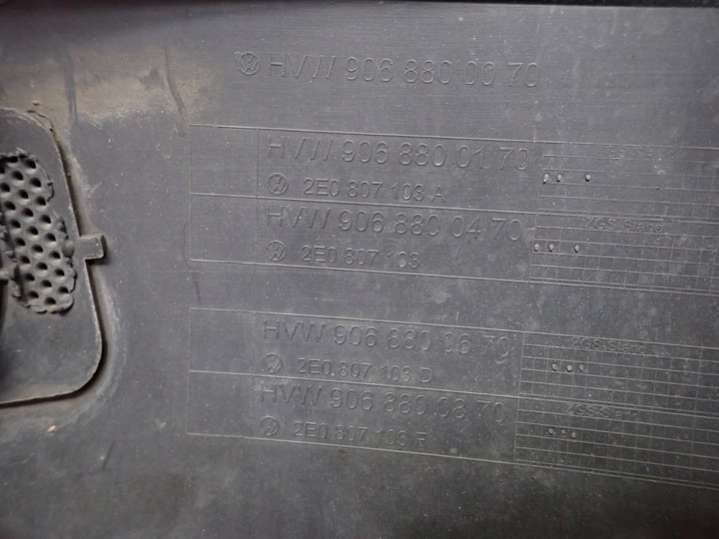 HVW 906 880 00 70
HVW 906 880 01 70
2E0 807 103 A
HVW 906 880 04 70
2E0 807 103
HVW 906 880 06 70
2E0 807 103 D
HVW 906 880 08 70
2E0 807 103